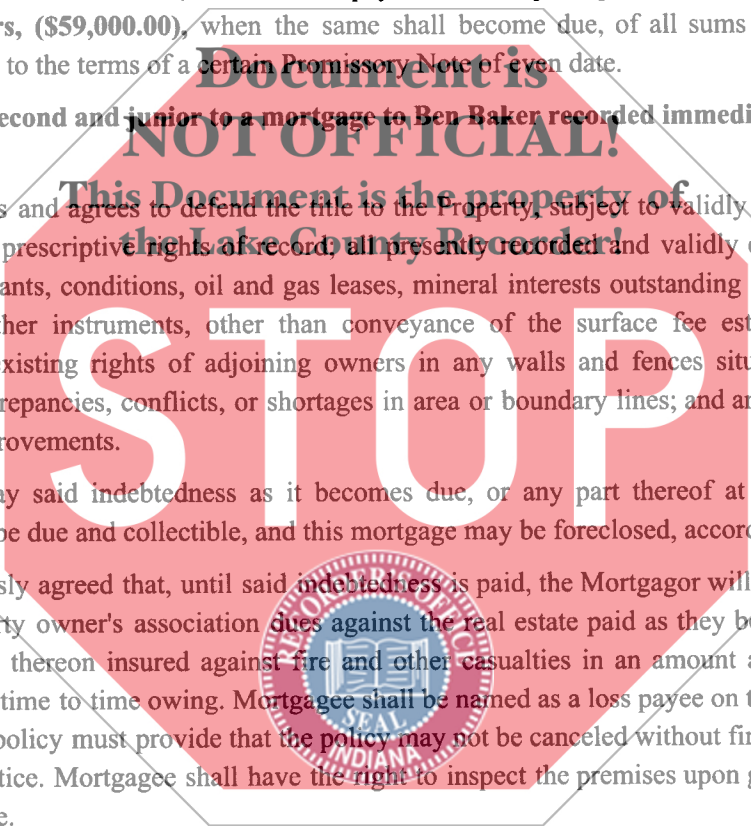 rs, ($59,000.00), when the same shall become due, of all sums
to the terms of a certain Promissory Note of even date.
Document is
econd and junior to a mortgage to Ben Baker recorded immedi
NOT OFFICIAL!
This Document is the property of
s and agrees to defend the title to the Property, subject to validly
the Lake County Recorder!
prescriptive rights of record; all presently recorded and validly
ants, conditions, oil and gas leases, mineral interests outstanding
ther instruments, other than conveyance of the surface fee est
existing rights of adjoining owners in any walls and fences situ
repancies, conflicts, or shortages in area or boundary lines; and an
rovements.
STOP
ay said indebtedness as it becomes due, or any part thereof at
be due and collectible, and this mortgage may be foreclosed, accor
sly agreed that, until said indebtedness is paid, the Mortgagor will
rty owner's association dues against the real estate paid as they be
thereon insured against fire and other casualties in an amount a
time to time owing. Mortgagee shall be named as a loss payee on t
policy must provide that the policy may not be canceled without fir
tice. Mortgagee shall have the right to inspect the premises upon g
e.
RECORDER OFFICE
SEAL
INDIANA